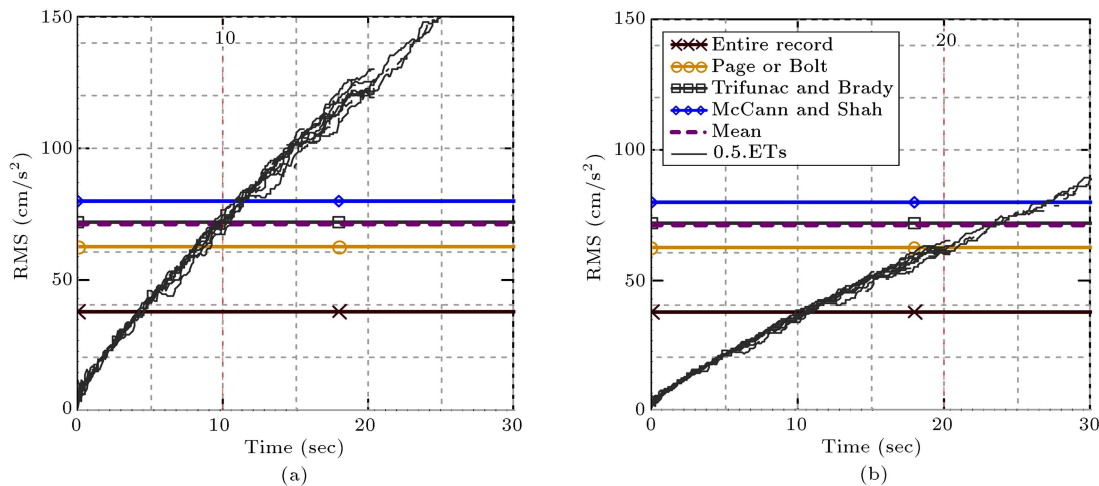 150
100
50
0
RMS (cm/s²)
10
0
10
20
30
Time (sec)
(a)
150
100
50
0
RMS (cm/s²)
20
Entire record
Page or Bolt
Trifunac and Brady
McCann and Shah
Mean
0.5.ETs
0
10
20
30
Time (sec)
(b)